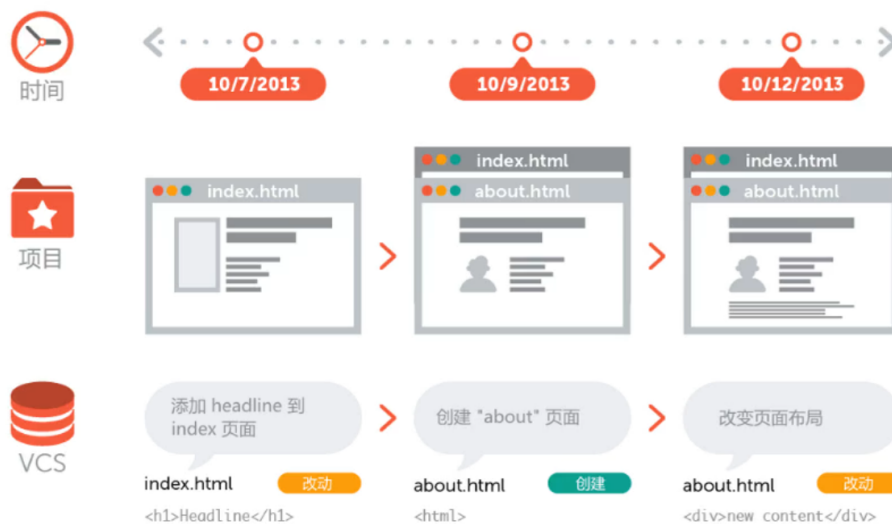 时间
10/7/2013
10/9/2013
10/12/2013
项目
index.html
index.html
about.html
index.html
about.html
VCS
添加 headline 到
index 页面
创建 "about" 页面
改变页面布局
index.html 改动
about.html 创建
about.html 改动
<h1>Headline</h1>
<html>
<div>new content</div>